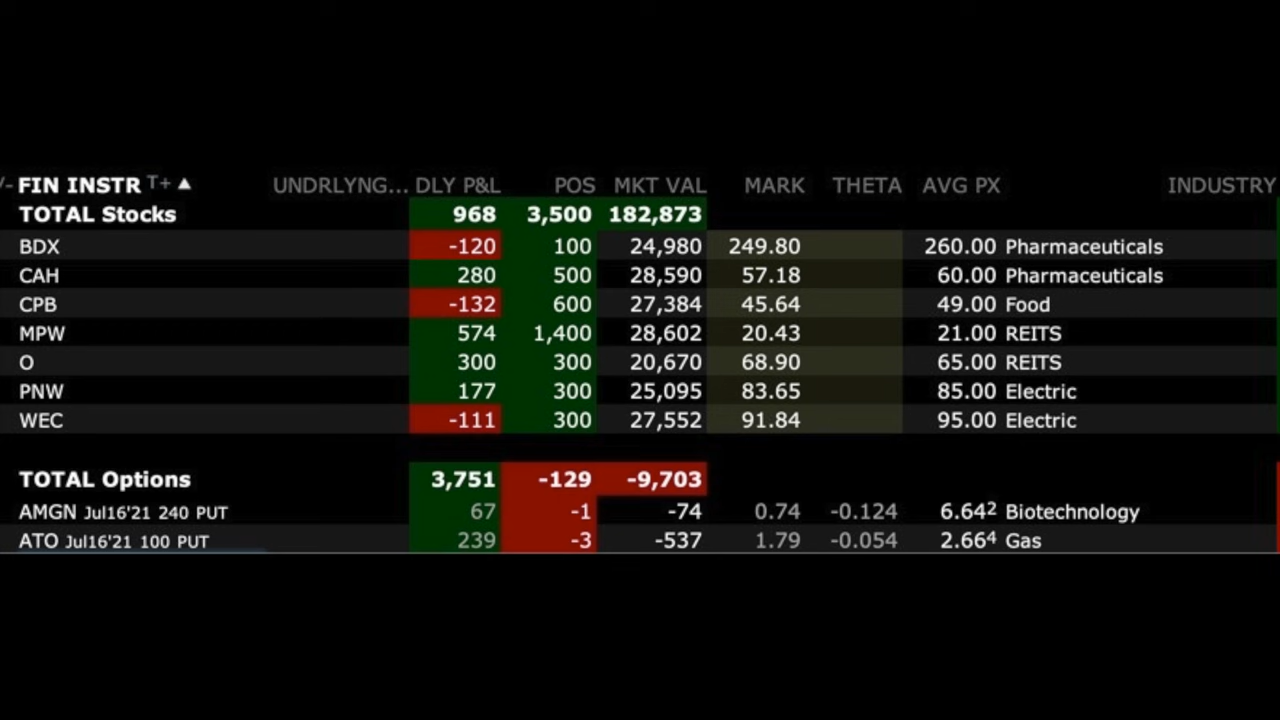 FIN INSTR T+ ▲ UNDRLYNG... DLY P&L POS MKT VAL MARK THETA AVG PX INDUSTRY
TOTAL Stocks 968 3,500 182,873
BDX -120 100 24,980 249.80 260.00 Pharmaceuticals
CAH 280 500 28,590 57.18 60.00 Pharmaceuticals
CPB -132 600 27,384 45.64 49.00 Food
MPW 574 1,400 28,602 20.43 21.00 REITS
O 300 300 20,670 68.90 65.00 REITS
PNW 177 300 25,095 83.65 85.00 Electric
WEC -111 300 27,552 91.84 95.00 Electric
TOTAL Options 3,751 -129 -9,703
AMGN Jul16'21 240 PUT 67 -1 -74 0.74 -0.124 6.64² Biotechnology
ATO Jul16'21 100 PUT 239 -3 -537 1.79 -0.054 2.66⁴ Gas